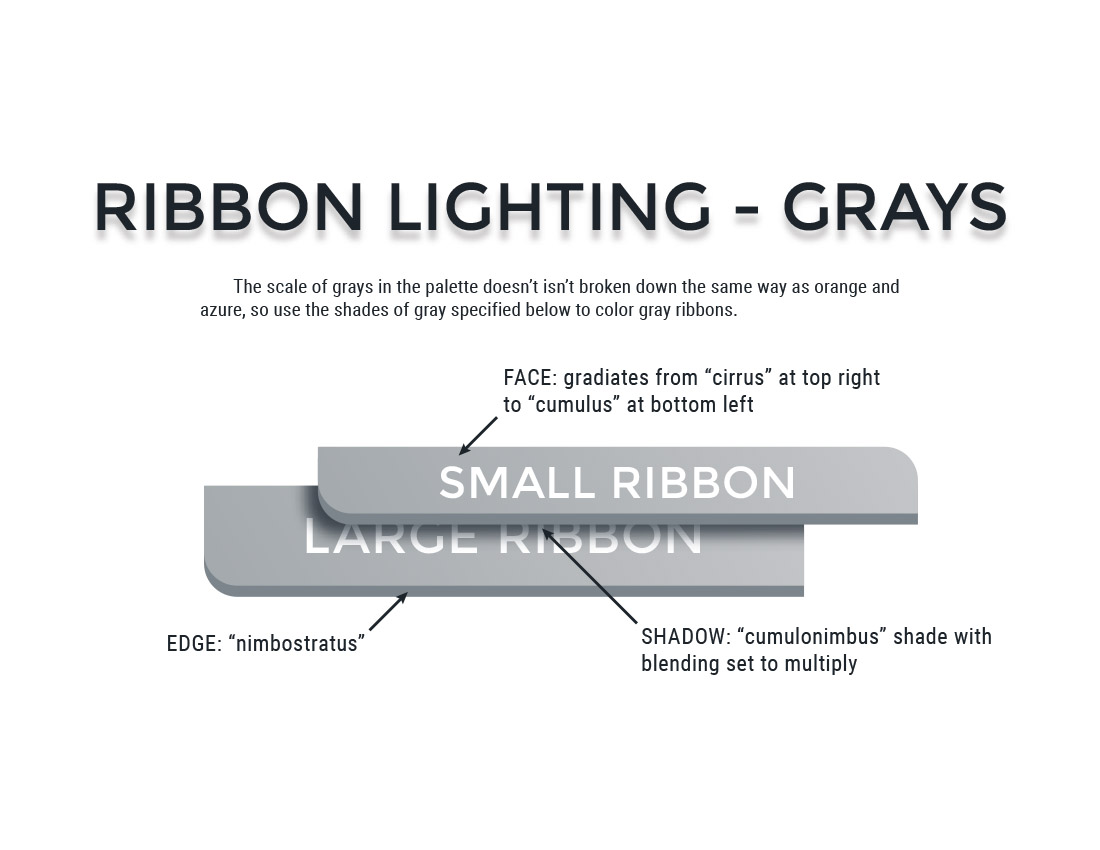 RIBBON LIGHTING - GRAYS
The scale of grays in the palette doesn’t isn’t broken down the same way as orange and
azure, so use the shades of gray specified below to color gray ribbons.
FACE: gradiates from “cirrus” at top right
to “cumulus” at bottom left
SMALL RIBBON
LARGE RIBBON
EDGE: “nimbostratus”
SHADOW: “cumulonimbus” shade with
blending set to multiply